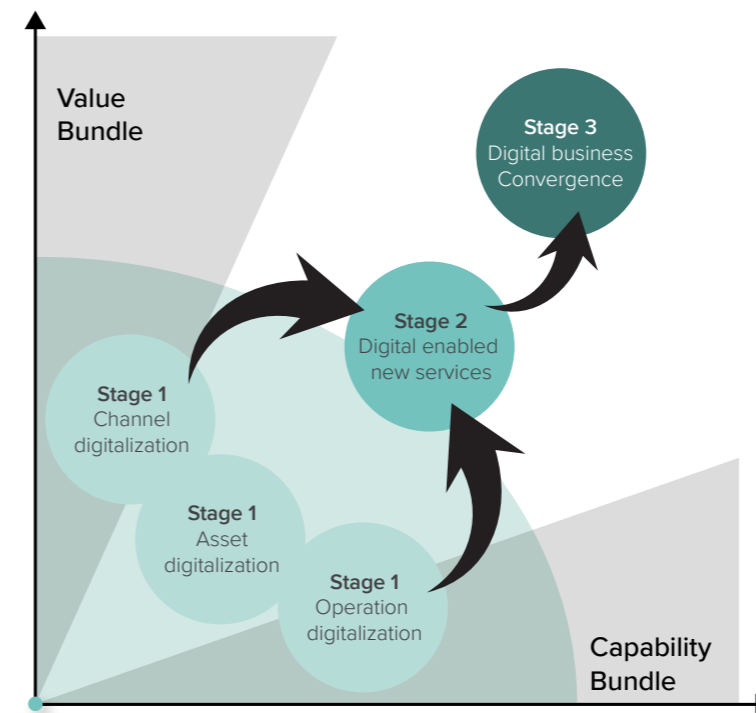 Value
Bundle
Stage 3
Digital business
Convergence
Stage 2
Digital enabled
new services
Stage 1
Channel
digitalization
Stage 1
Asset
digitalization
Stage 1
Operation
digitalization
Capability
Bundle